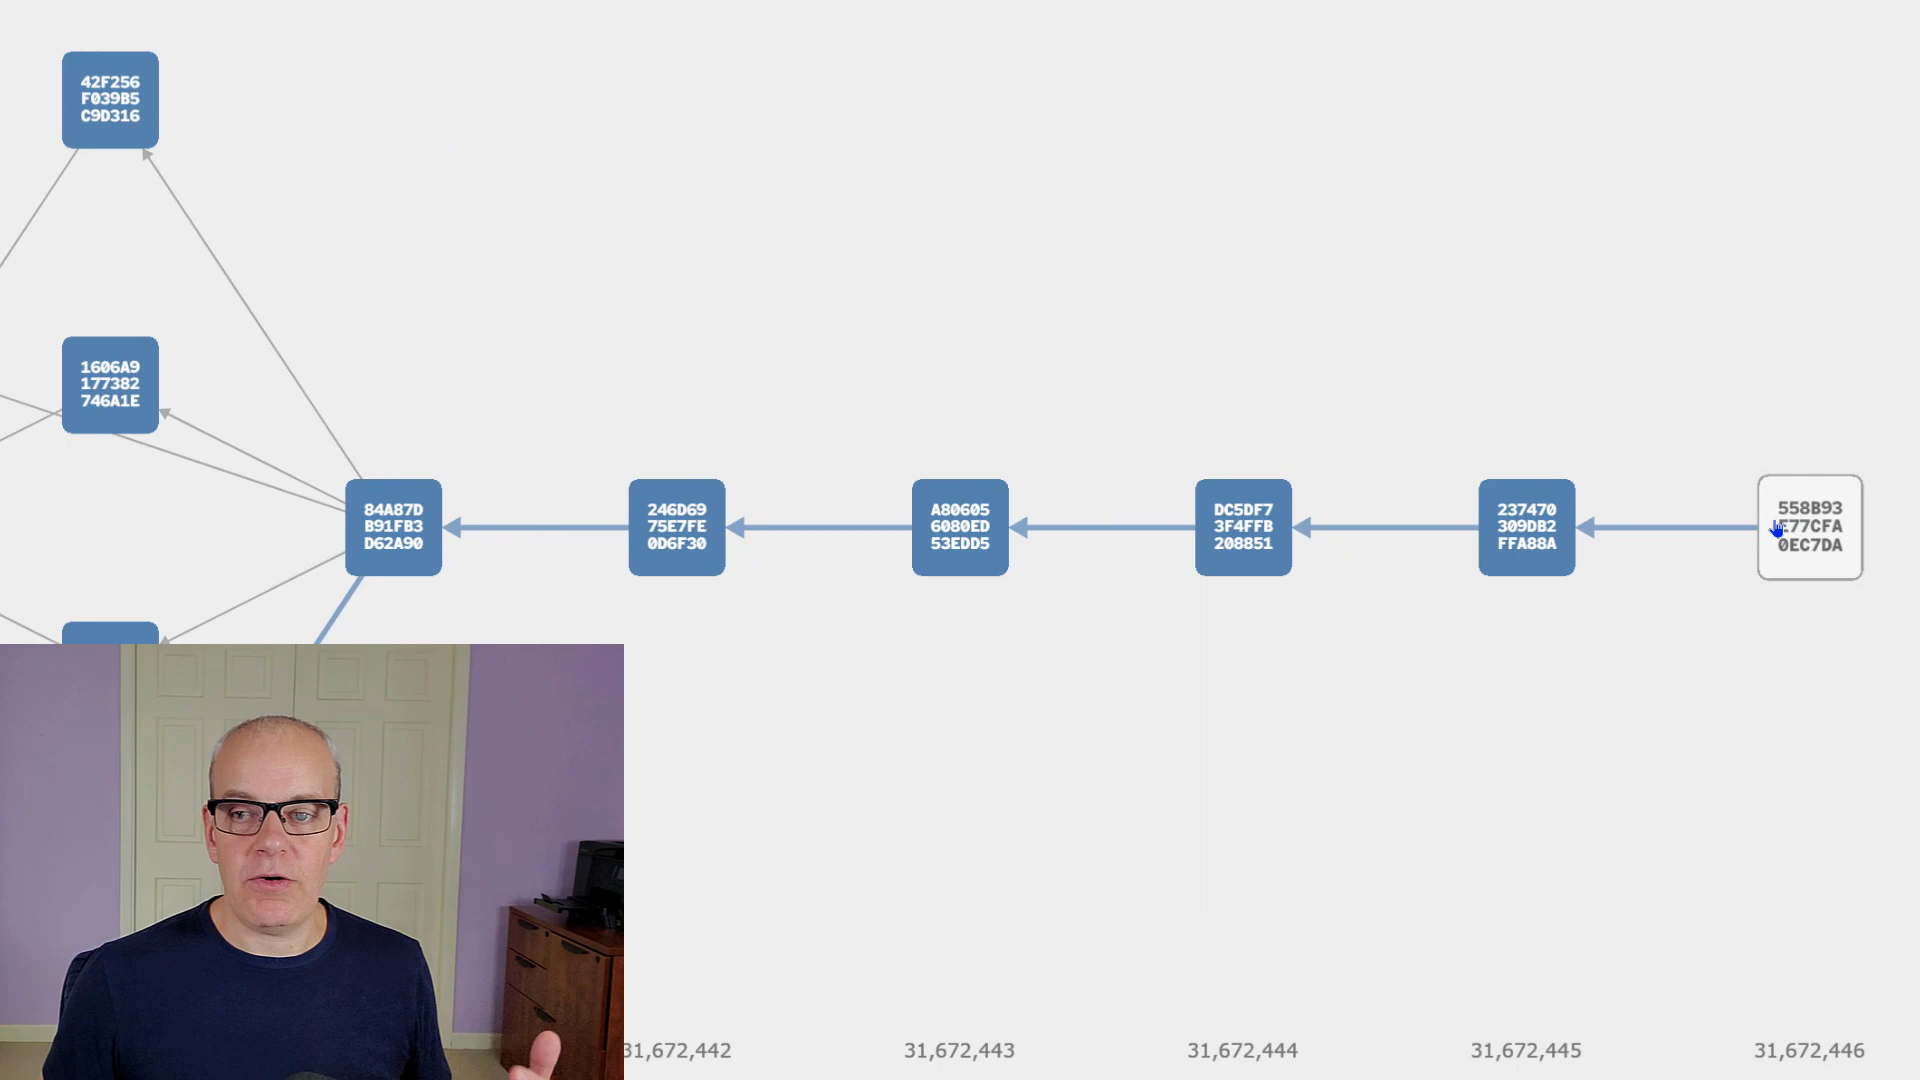 42F256
F039B5
C9D316
1606A9
177382
746A1E
84A87D
B91FB3
D62A90
246D69
75E7FE
0D6F30
A80605
6080ED
53EDD5
DC5DF7
3F4FFB
208851
237470
309DB2
FFA88A
558B93
E77CFA
0EC7DA
31,672,442
31,672,443
31,672,444
31,672,445
31,672,446